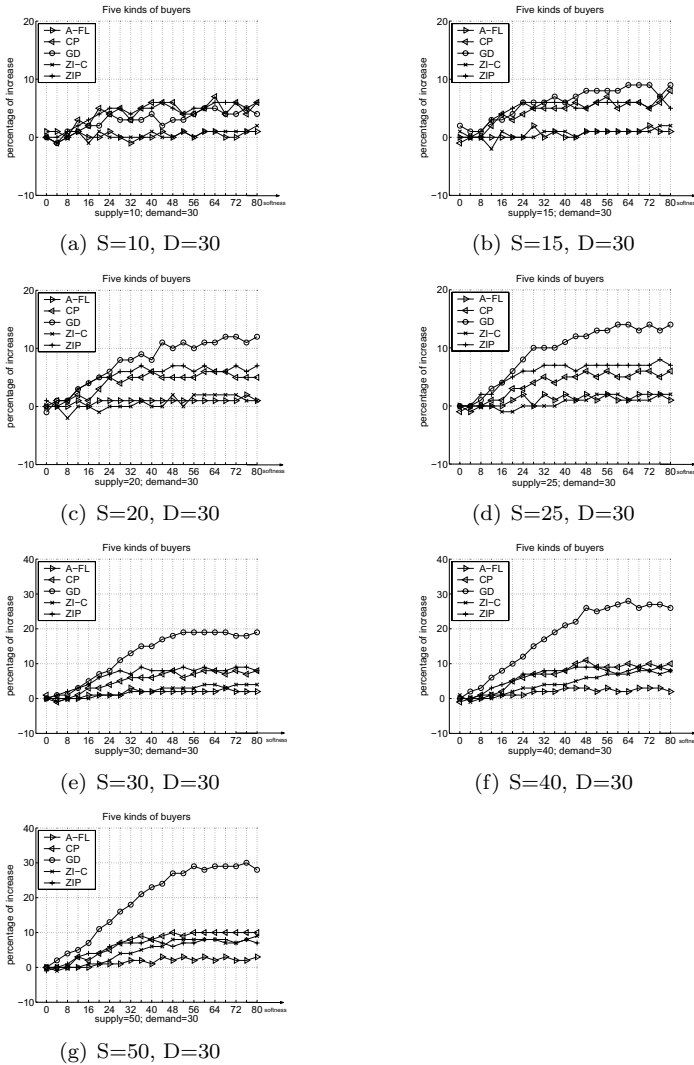 Five kinds of buyers
20
10
0
−10
percentage of increase
A−FL
CP
GD
ZI−C
ZIP
0 8 16 24 32 40 48 56 64 72 80 softness
supply=10; demand=30
(a) S=10, D=30
Five kinds of buyers
20
10
0
−10
percentage of increase
A−FL
CP
GD
ZI−C
ZIP
0 8 16 24 32 40 48 56 64 72 80 softness
supply=15; demand=30
(b) S=15, D=30
Five kinds of buyers
20
10
0
−10
percentage of increase
A−FL
CP
GD
ZI−C
ZIP
0 8 16 24 32 40 48 56 64 72 80 softness
supply=20; demand=30
(c) S=20, D=30
Five kinds of buyers
20
10
0
−10
percentage of increase
A−FL
CP
GD
ZI−C
ZIP
0 8 16 24 32 40 48 56 64 72 80 softness
supply=25; demand=30
(d) S=25, D=30
Five kinds of buyers
40
30
20
10
0
−10
percentage of increase
A−FL
CP
GD
ZI−C
ZIP
0 8 16 24 32 40 48 56 64 72 80 softness
supply=30; demand=30
(e) S=30, D=30
Five kinds of buyers
40
30
20
10
0
−10
percentage of increase
A−FL
CP
GD
ZI−C
ZIP
0 8 16 24 32 40 48 56 64 72 80 softness
supply=40; demand=30
(f) S=40, D=30
Five kinds of buyers
40
30
20
10
0
−10
percentage of increase
A−FL
CP
GD
ZI−C
ZIP
0 8 16 24 32 40 48 56 64 72 80 softness
supply=50; demand=30
(g) S=50, D=30